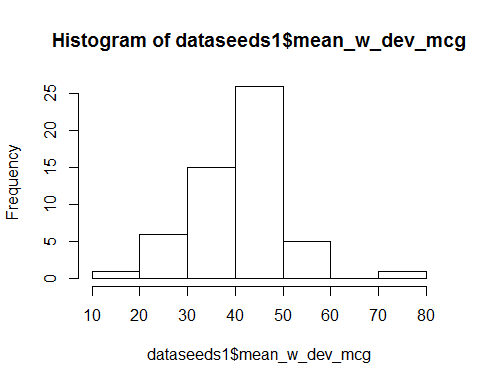 Histogram of dataseeds1$mean_w_dev_mcg
Frequency
25
20
15
10
5
0
10 20 30 40 50 60 70 80
dataseeds1$mean_w_dev_mcg